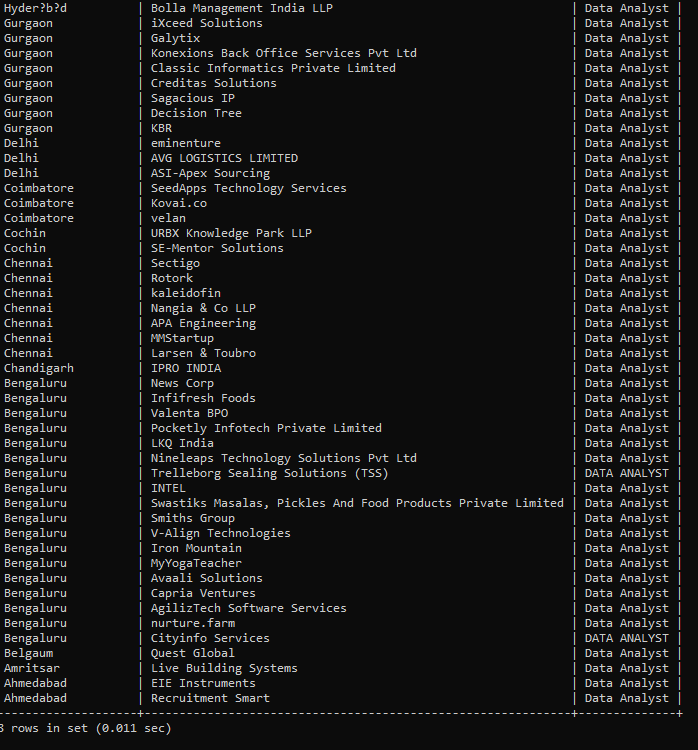 Hyder?b?d | Bolla Management India LLP | Data Analyst |
Gurgaon | iXceed Solutions | Data Analyst |
Gurgaon | Galytix | Data Analyst |
Gurgaon | Konexions Back Office Services Pvt Ltd | Data Analyst |
Gurgaon | Classic Informatics Private Limited | Data Analyst |
Gurgaon | Creditas Solutions | Data Analyst |
Gurgaon | Sagacious IP | Data Analyst |
Gurgaon | Decision Tree | Data Analyst |
Gurgaon | KBR | Data Analyst |
Delhi | eminenture | Data Analyst |
Delhi | AVG LOGISTICS LIMITED | Data Analyst |
Delhi | ASI-Apex Sourcing | Data Analyst |
Coimbatore | SeedApps Technology Services | Data Analyst |
Coimbatore | Kovai.co | Data Analyst |
Coimbatore | velan | Data Analyst |
Cochin | URBX Knowledge Park LLP | Data Analyst |
Cochin | SE-Mentor Solutions | Data Analyst |
Chennai | Sectigo | Data Analyst |
Chennai | Rotork | Data Analyst |
Chennai | kaleidofin | Data Analyst |
Chennai | Nangia & Co LLP | Data Analyst |
Chennai | APA Engineering | Data Analyst |
Chennai | MMStartup | Data Analyst |
Chennai | Larsen & Toubro | Data Analyst |
Chandigarh | IPRO INDIA | Data Analyst |
Bengaluru | News Corp | Data Analyst |
Bengaluru | Infifresh Foods | Data Analyst |
Bengaluru | Valenta BPO | Data Analyst |
Bengaluru | Pocketly Infotech Private Limited | Data Analyst |
Bengaluru | LKQ India | Data Analyst |
Bengaluru | Nineleaps Technology Solutions Pvt Ltd | Data Analyst |
Bengaluru | Trelleborg Sealing Solutions (TSS) | DATA ANALYST |
Bengaluru | INTEL | Data Analyst |
Bengaluru | Swastiks Masalas, Pickles And Food Products Private Limited | Data Analyst |
Bengaluru | Smiths Group | Data Analyst |
Bengaluru | V-Align Technologies | Data Analyst |
Bengaluru | Iron Mountain | Data Analyst |
Bengaluru | MyYogaTeacher | Data Analyst |
Bengaluru | Avaali Solutions | Data Analyst |
Bengaluru | Capria Ventures | Data Analyst |
Bengaluru | AgilizTech Software Services | Data Analyst |
Bengaluru | nurture.farm | Data Analyst |
Bengaluru | Cityinfo Services | DATA ANALYST |
Belgaum | Quest Global | Data Analyst |
Amritsar | Live Building Systems | Data Analyst |
Ahmedabad | EIE Instruments | Data Analyst |
Ahmedabad | Recruitment Smart | Data Analyst |
rows in set (0.011 sec)